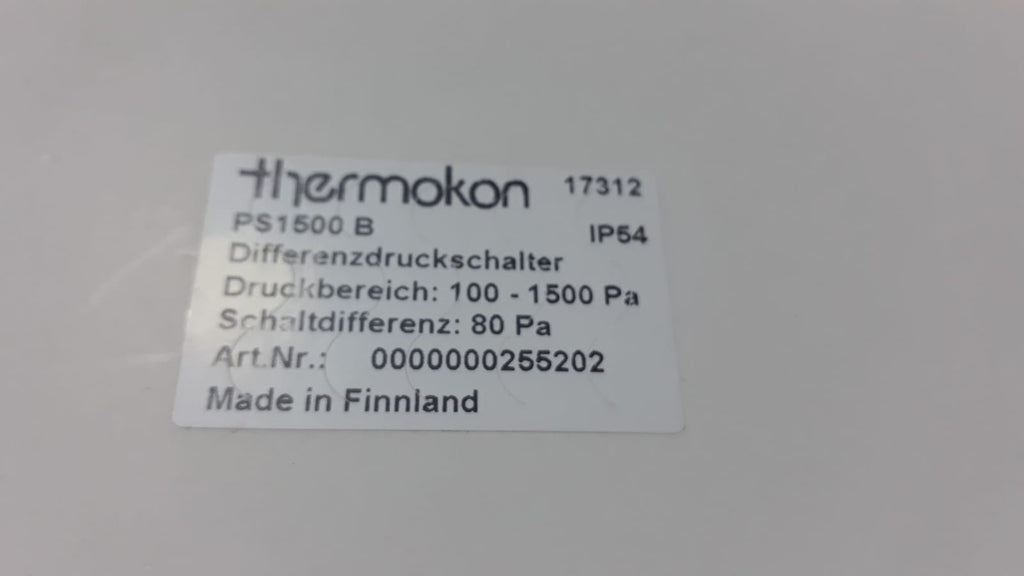 thermokon 17312
PS1500 B IP54
Differenzdruckschalter
Druckbereich: 100 - 1500 Pa
Schaltdifferenz: 80 Pa
Art.Nr.: 0000000255202
Made in Finnland